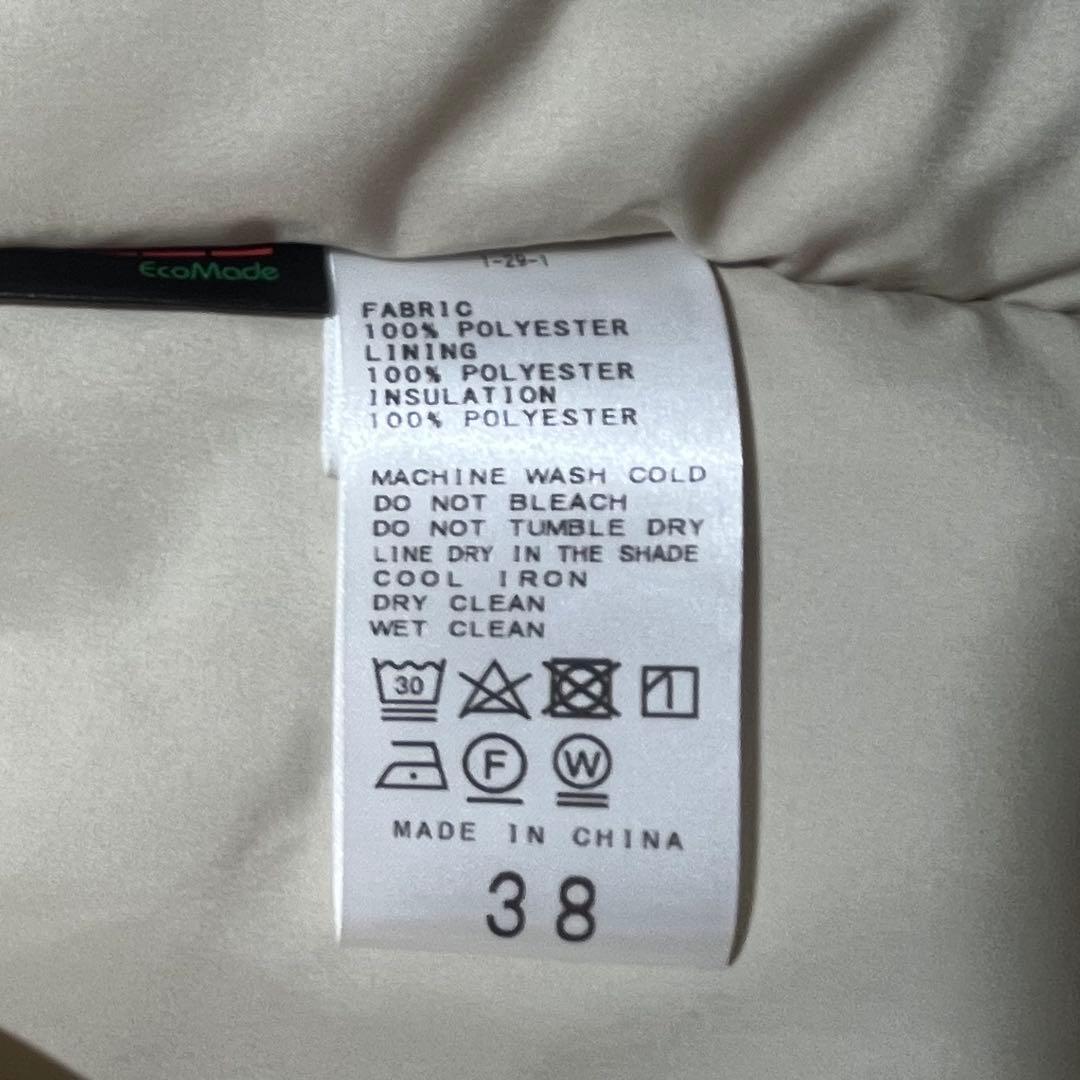 EcoMade
1-29-1
FABRIC
100% POLYESTER
LINING
100% POLYESTER
INSULATION
100% POLYESTER
MACHINE WASH COLD
DO NOT BLEACH
DO NOT TUMBLE DRY
LINE DRY IN THE SHADE
COOL IRON
DRY CLEAN
WET CLEAN
30
F W
MADE IN CHINA
38